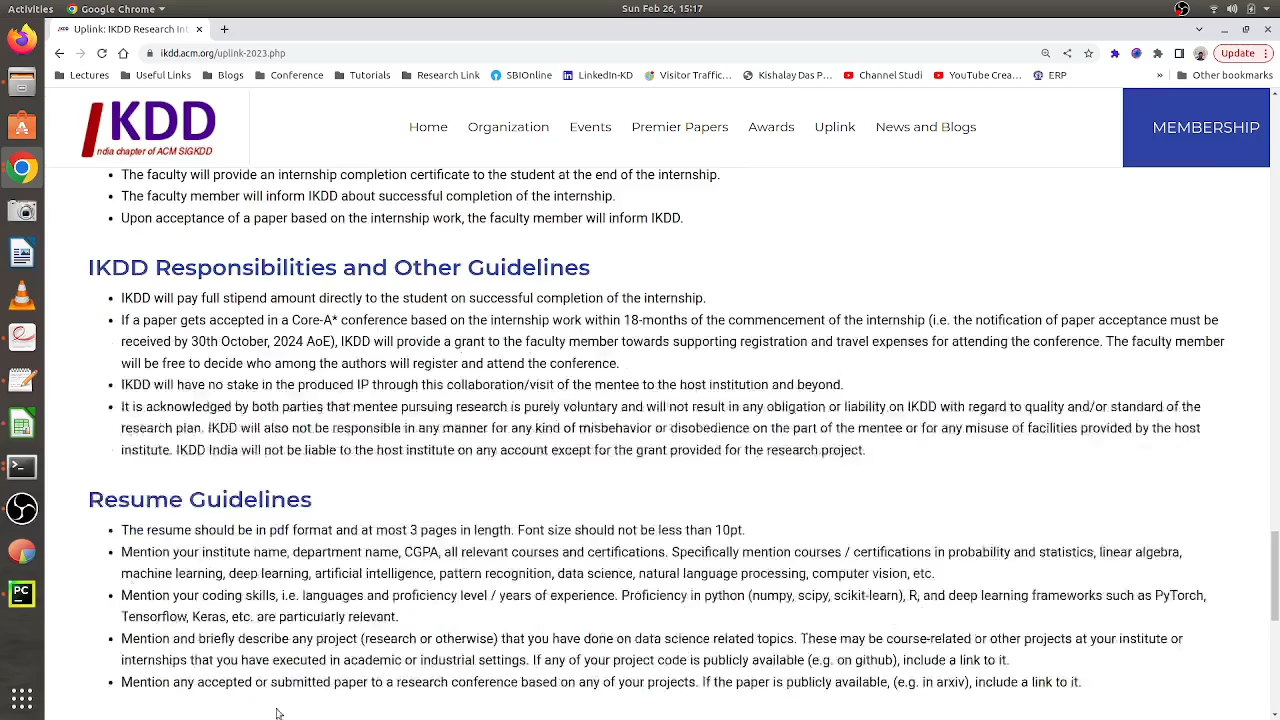 Activities Google Chrome Sun Feb 26, 15:17
Uplink: IKDD Research Int
ikdd.acm.org/uplink-2023.php Update
Lectures Useful Links Blogs Conference Tutorials Research Link SBIOnline LinkedIn-KD Visitor Traffic... Kishalay Das P... Channel Studi YouTube Crea... ERP » Other bookmarks
IKDD
ndia chapter of ACM SIGKDD
Home Organization Events Premier Papers Awards Uplink News and Blogs MEMBERSHIP
• The faculty will provide an internship completion certificate to the student at the end of the internship.
• The faculty member will inform IKDD about successful completion of the internship.
• Upon acceptance of a paper based on the internship work, the faculty member will inform IKDD.
IKDD Responsibilities and Other Guidelines
• IKDD will pay full stipend amount directly to the student on successful completion of the internship.
• If a paper gets accepted in a Core-A* conference based on the internship work within 18-months of the commencement of the internship (i.e. the notification of paper acceptance must be
received by 30th October, 2024 AoE), IKDD will provide a grant to the faculty member towards supporting registration and travel expenses for attending the conference. The faculty member
will be free to decide who among the authors will register and attend the conference.
• IKDD will have no stake in the produced IP through this collaboration/visit of the mentee to the host institution and beyond.
• It is acknowledged by both parties that mentee pursuing research is purely voluntary and will not result in any obligation or liability on IKDD with regard to quality and/or standard of the
research plan. IKDD will also not be responsible in any manner for any kind of misbehavior or disobedience on the part of the mentee or for any misuse of facilities provided by the host
institute. IKDD India will not be liable to the host institute on any account except for the grant provided for the research project.
Resume Guidelines
• The resume should be in pdf format and at most 3 pages in length. Font size should not be less than 10pt.
• Mention your institute name, department name, CGPA, all relevant courses and certifications. Specifically mention courses / certifications in probability and statistics, linear algebra,
machine learning, deep learning, artificial intelligence, pattern recognition, data science, natural language processing, computer vision, etc.
• Mention your coding skills, i.e. languages and proficiency level / years of experience. Proficiency in python (numpy, scipy, scikit-learn), R, and deep learning frameworks such as PyTorch,
Tensorflow, Keras, etc. are particularly relevant.
• Mention and briefly describe any project (research or otherwise) that you have done on data science related topics. These may be course-related or other projects at your institute or
internships that you have executed in academic or industrial settings. If any of your project code is publicly available (e.g. on github), include a link to it.
• Mention any accepted or submitted paper to a research conference based on any of your projects. If the paper is publicly available, (e.g. in arxiv), include a link to it.
PC